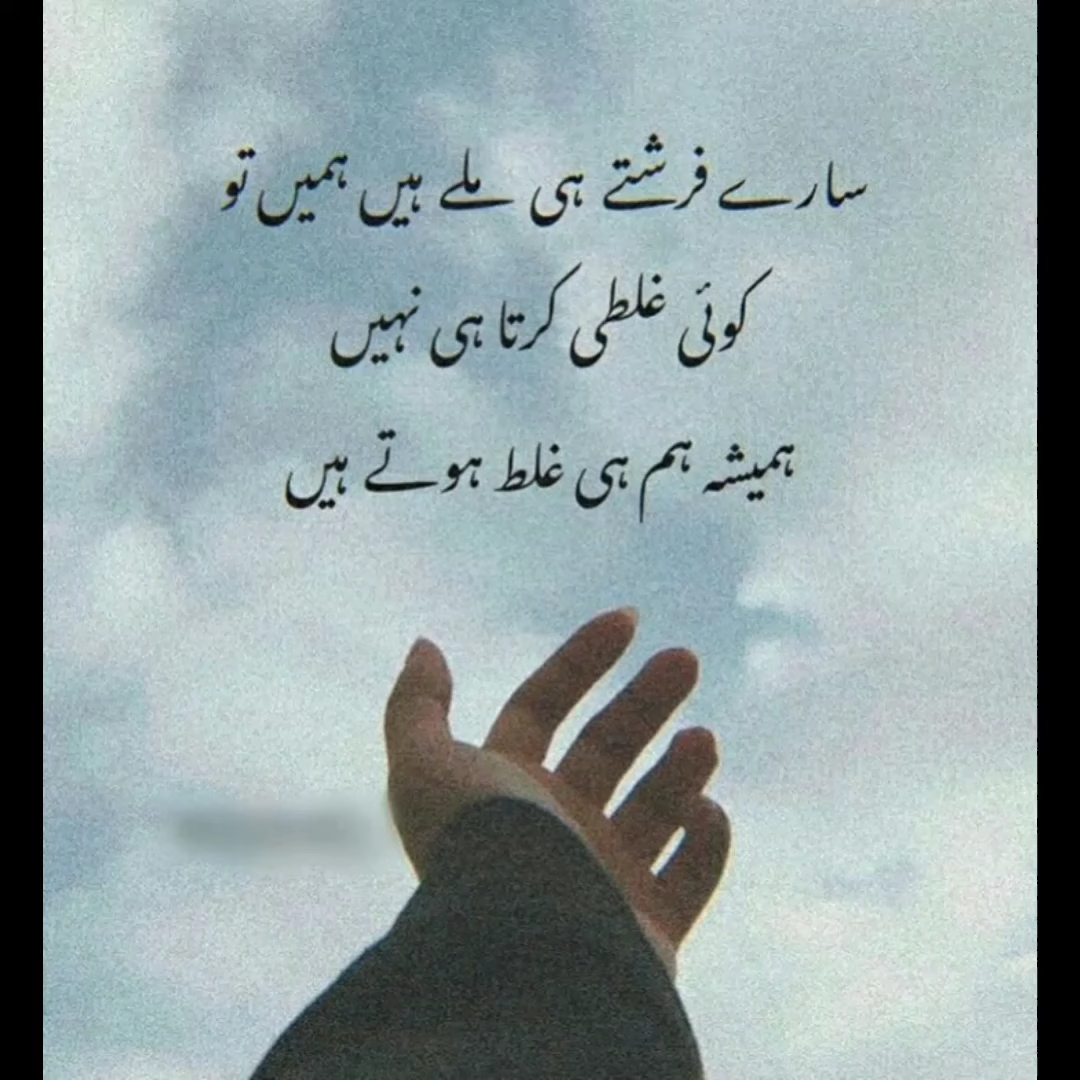 سارے فرشتے ہی ملے ہیں ہمیں تو
کوئی غلطی کرتا ہی نہیں
ہمیشہ ہم ہی غلط ہوتے ہیں